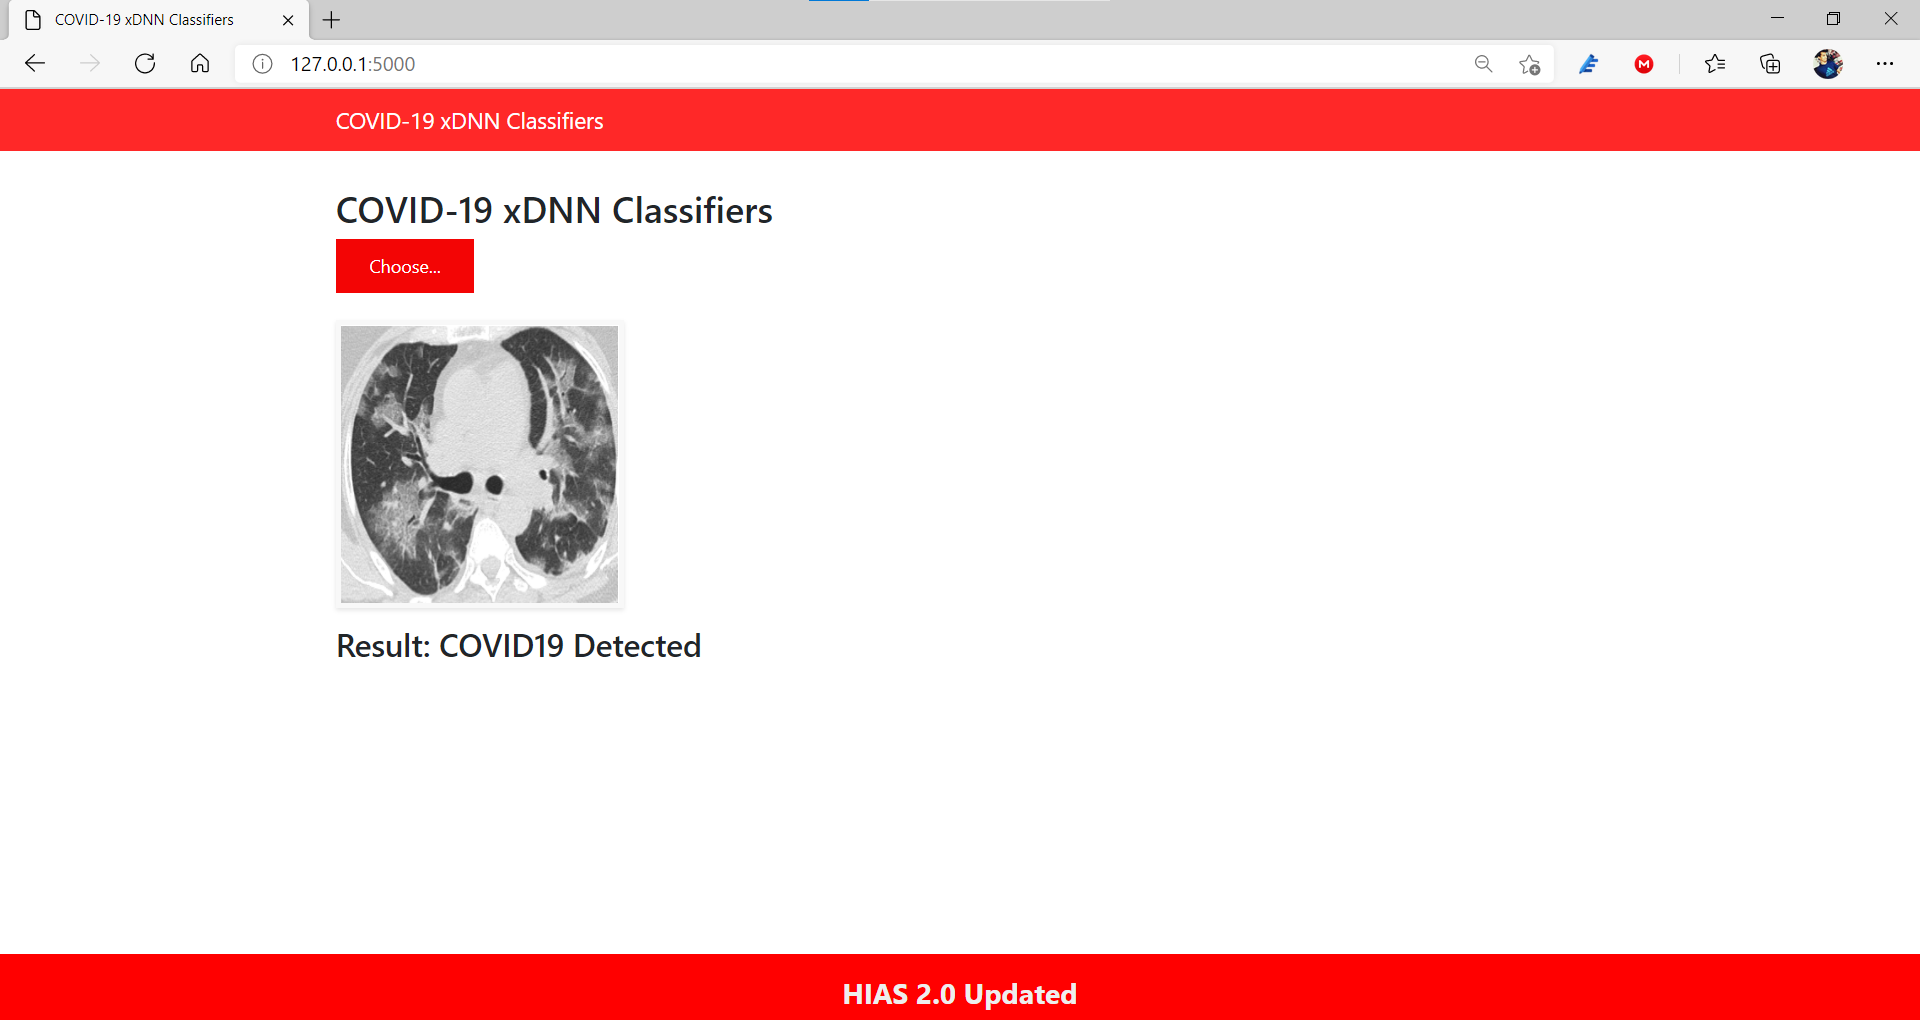 COVID-19 xDNN Classifiers
127.0.0.1:5000
COVID-19 xDNN Classifiers
COVID-19 xDNN Classifiers
Choose...
Result: COVID19 Detected
HIAS 2.0 Updated